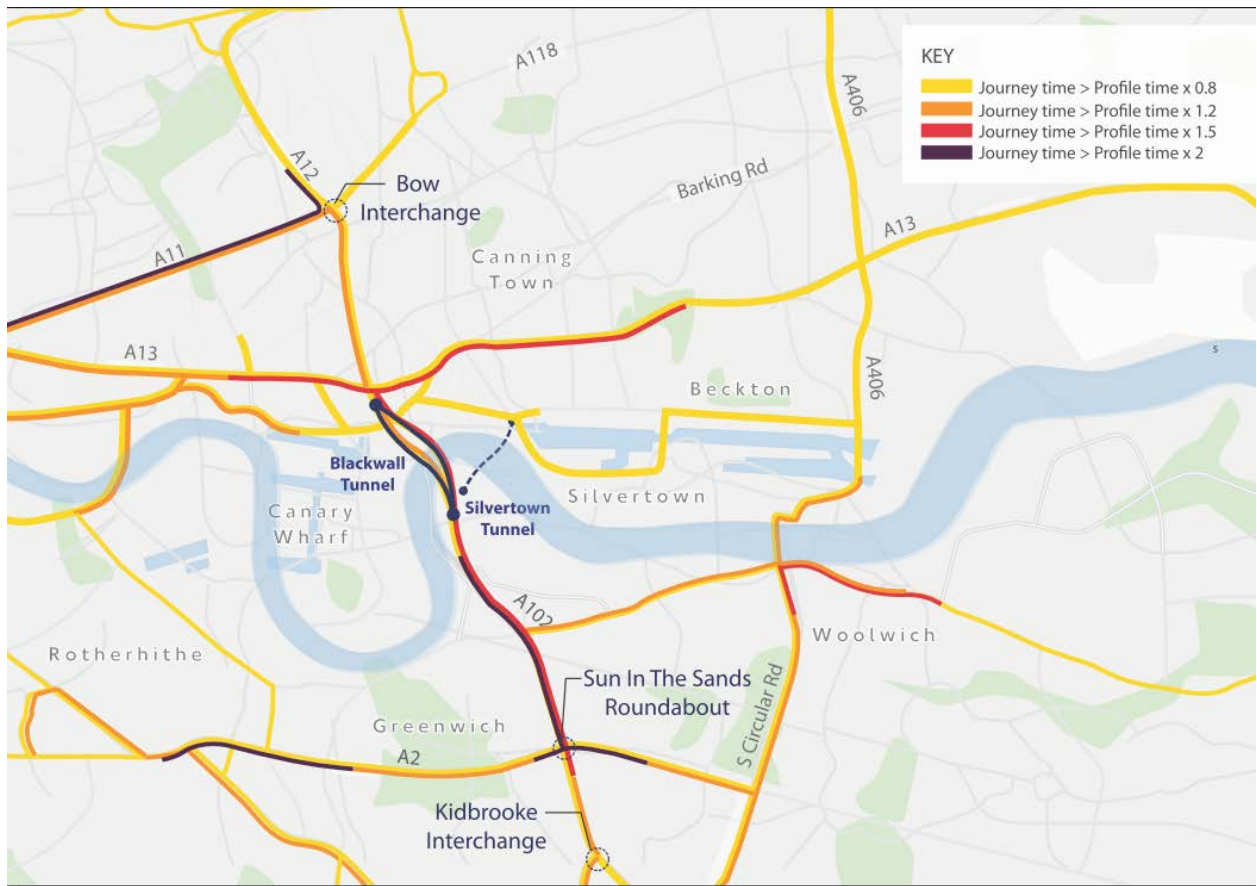 KEY
Journey time > Profile time x 0.8
Journey time > Profile time x 1.2
Journey time > Profile time x 1.5
Journey time > Profile time x 2
A118
A406
A12
Bow
Interchange
Barking Rd
A11
A13
Canning
Town
A13
A406
Beckton
Blackwall
Tunnel
Silvertown
Silvertown
Tunnel
Canary
Wharf
A102
Woolwich
Rotherhithe
Sun In The Sands
Roundabout
S Circular Rd
Greenwich
A2
Kidbrooke
Interchange
s